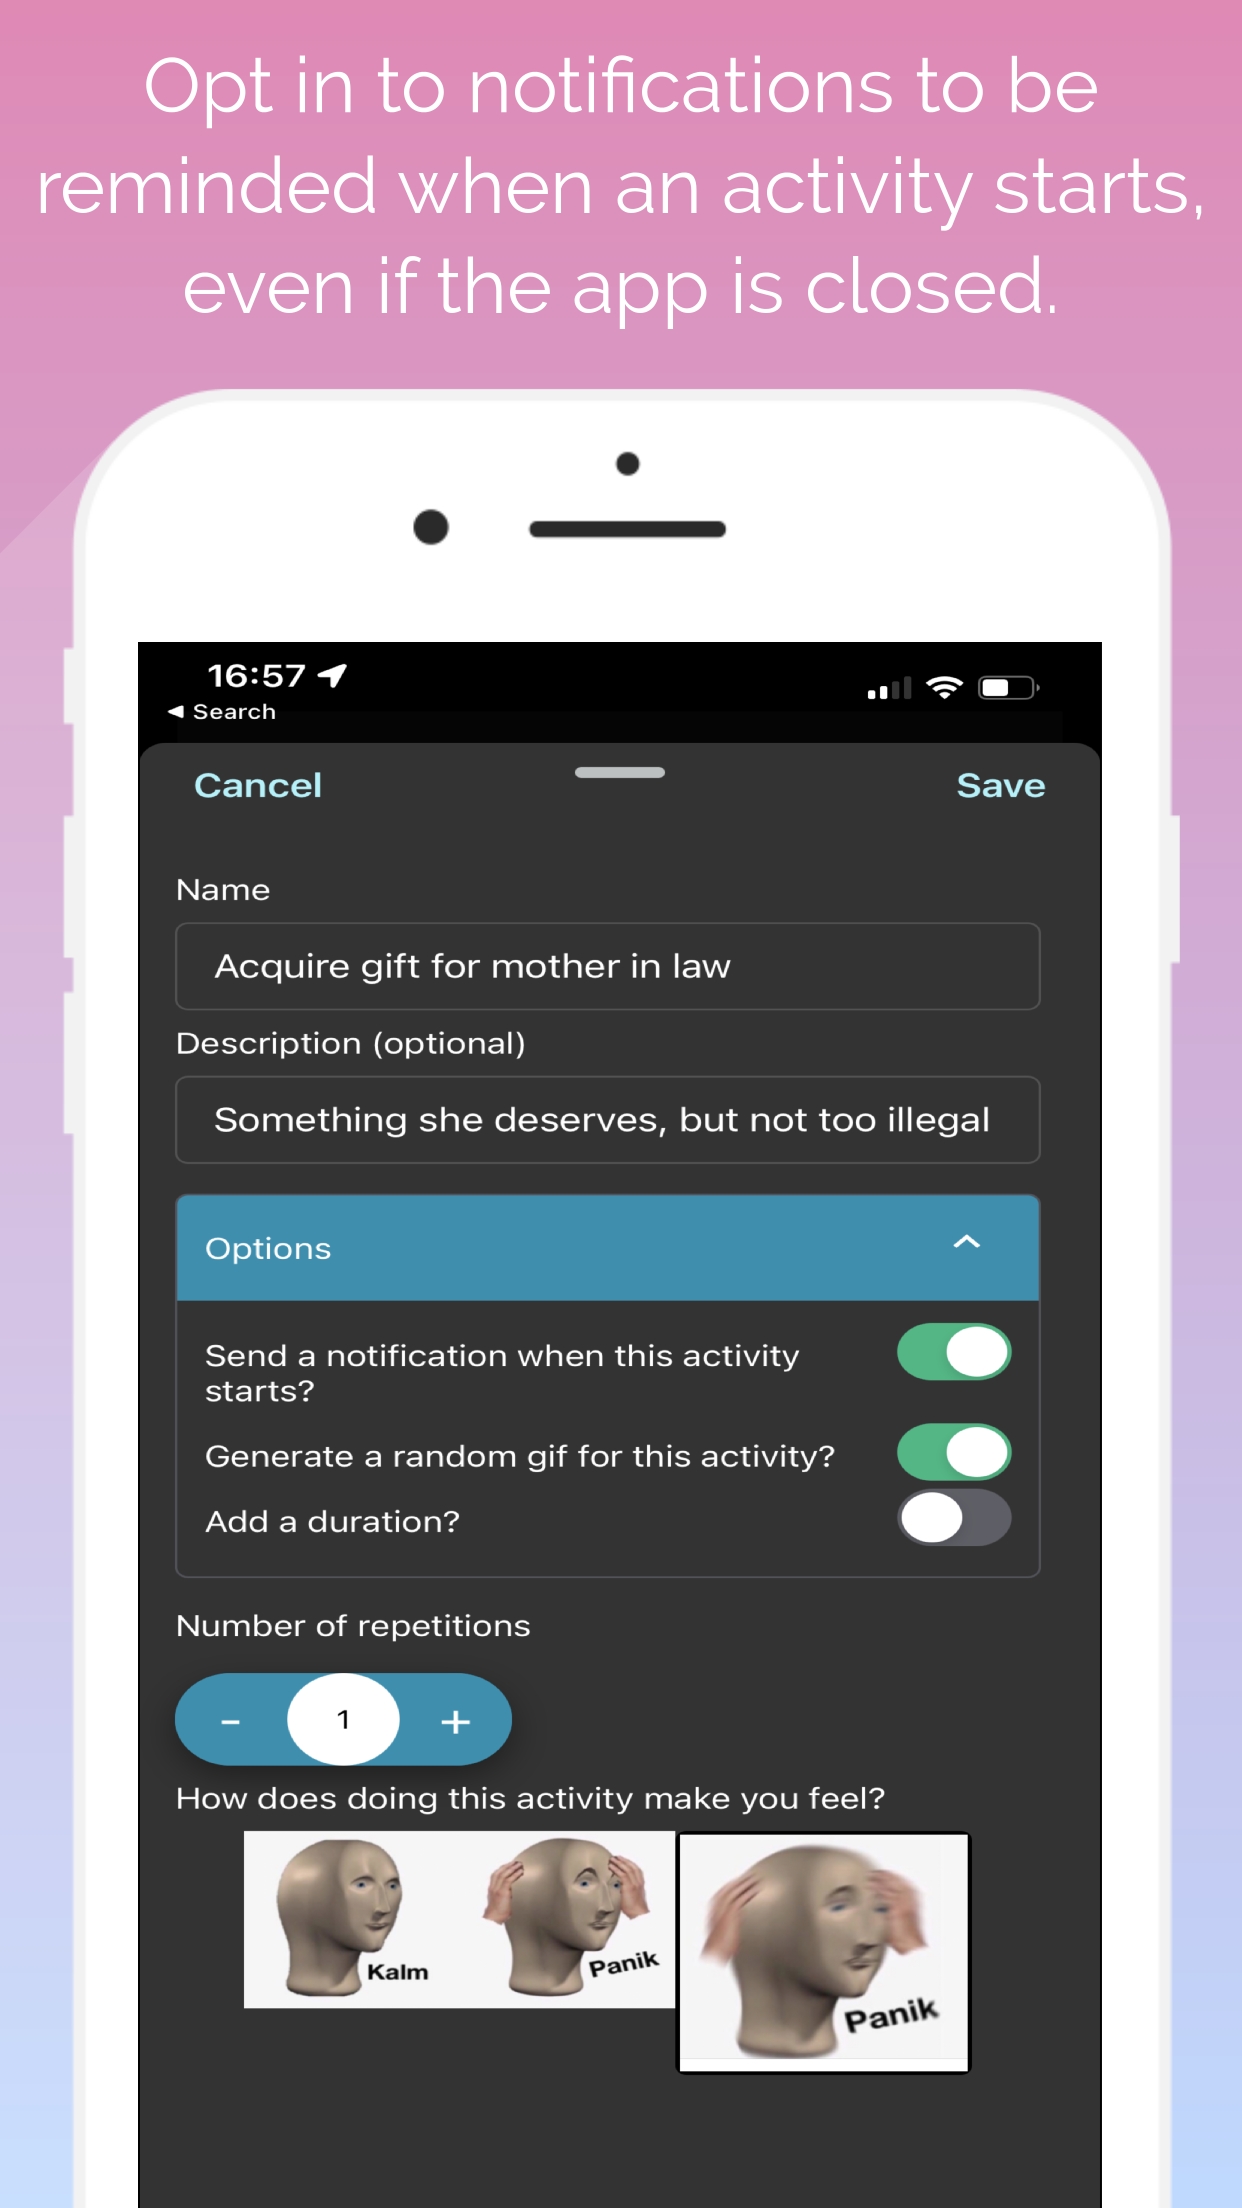 Opt in to notifications to be
reminded when an activity starts,
even if the app is closed.
16:57
Search
Cancel
Save
Name
Acquire gift for mother in law
Description (optional)
Something she deserves, but not too illegal
Options
Send a notification when this activity
starts?
Generate a random gif for this activity?
Add a duration?
Number of repetitions
- 1 +
How does doing this activity make you feel?
Kalm
Panik
Panik